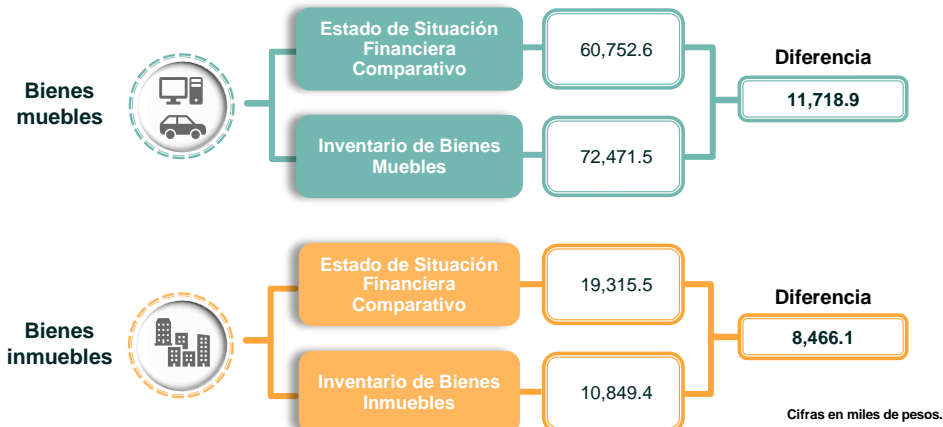 Bienes
muebles
Estado de Situación
Financiera
Comparativo
60,752.6
Inventario de Bienes
Muebles
72,471.5
Diferencia
11,718.9
Bienes
inmuebles
Estado de Situación
Financiera
Comparativo
19,315.5
Inventario de Bienes
Inmuebles
10,849.4
Diferencia
8,466.1
Cifras en miles de pesos.